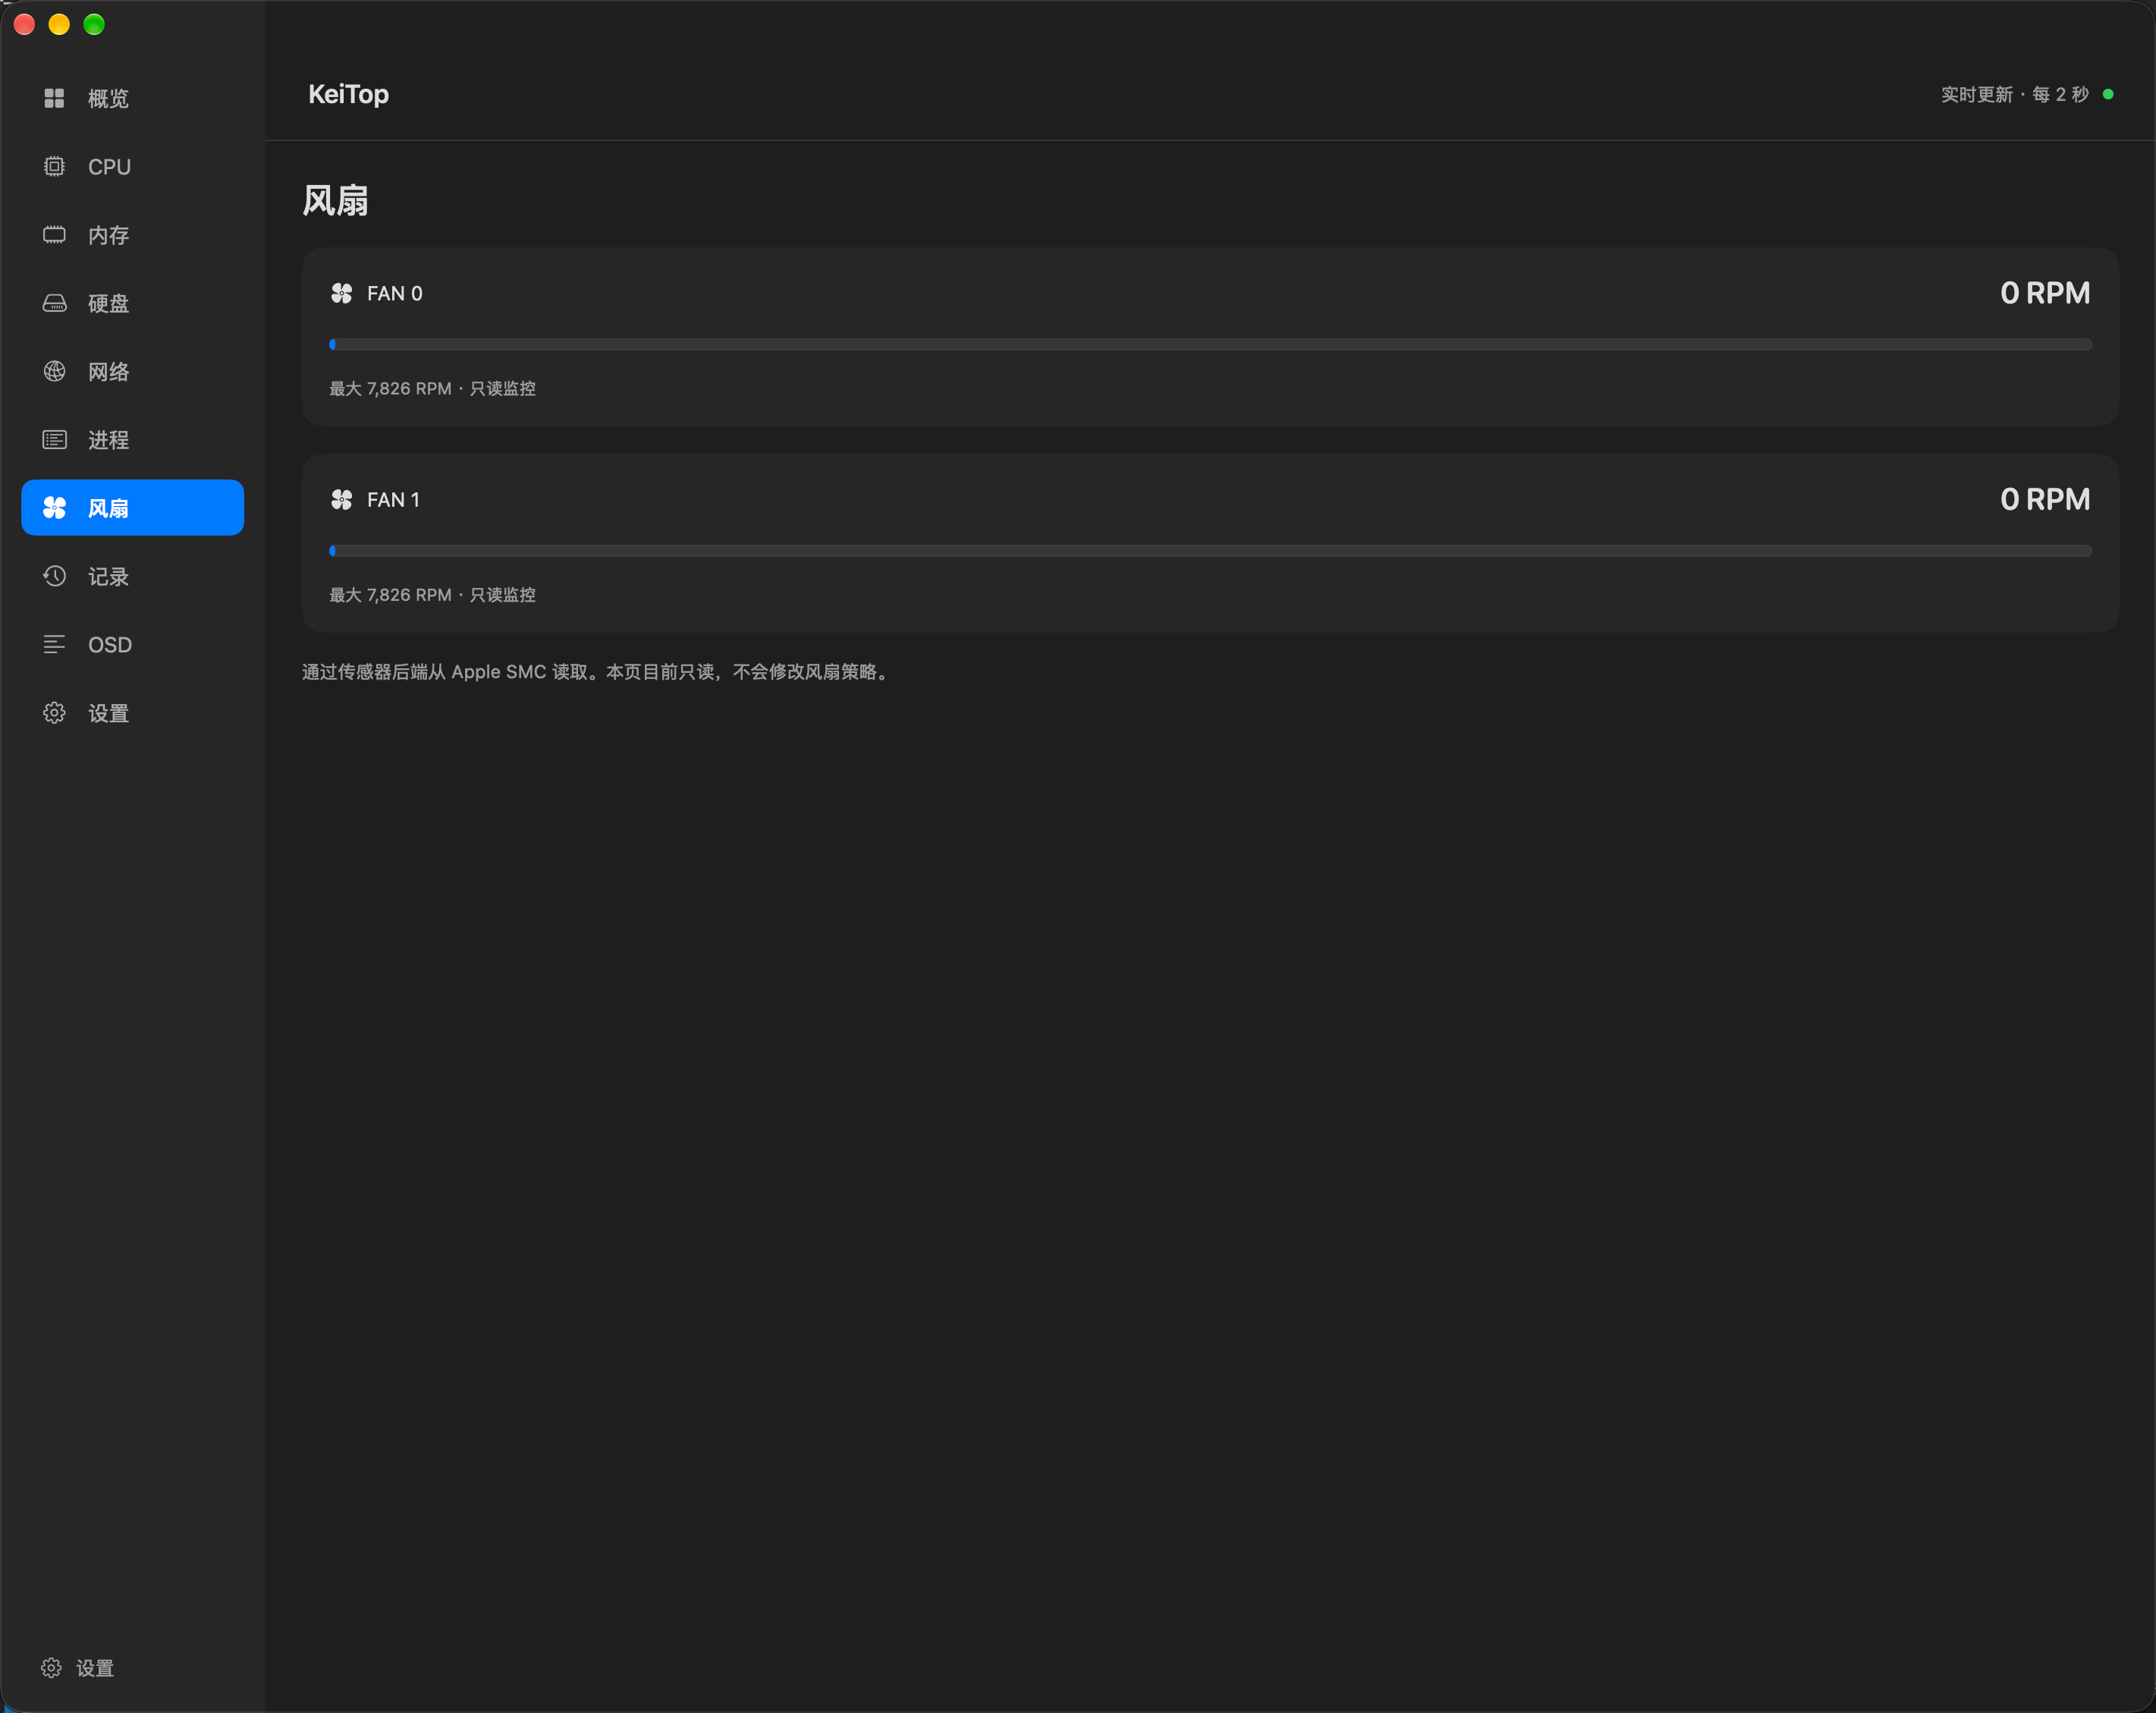 概览
CPU
内存
硬盘
网络
进程
风扇
记录
OSD
设置
设置
KeiTop
实时更新 · 每 2 秒
风扇
FAN 0
0 RPM
最大 7,826 RPM · 只读监控
FAN 1
0 RPM
最大 7,826 RPM · 只读监控
通过传感器后端从 Apple SMC 读取。本页目前只读，不会修改风扇策略。